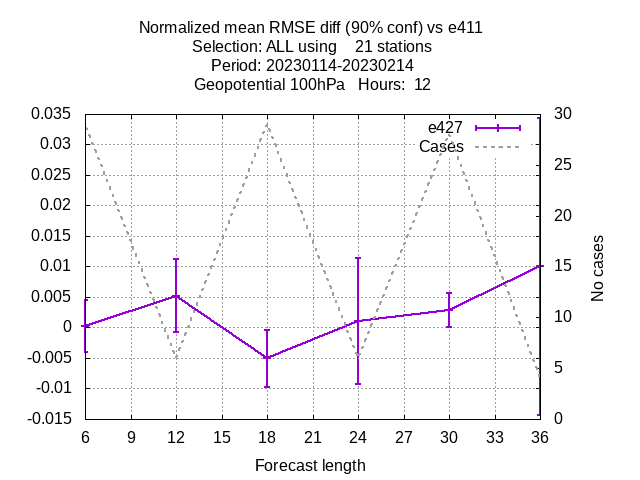 Normalized mean RMSE diff (90% conf) vs e411
Selection: ALL using    21 stations
Period: 20230114-20230214
Geopotential 100hPa   Hours:  12
0.035
0.03
0.025
0.02
0.015
0.01
0.005
0
-0.005
-0.01
-0.015
30
25
20
15
10
5
0
e427
Cases
No cases
6 9 12 15 18 21 24 27 30 33 36
Forecast length